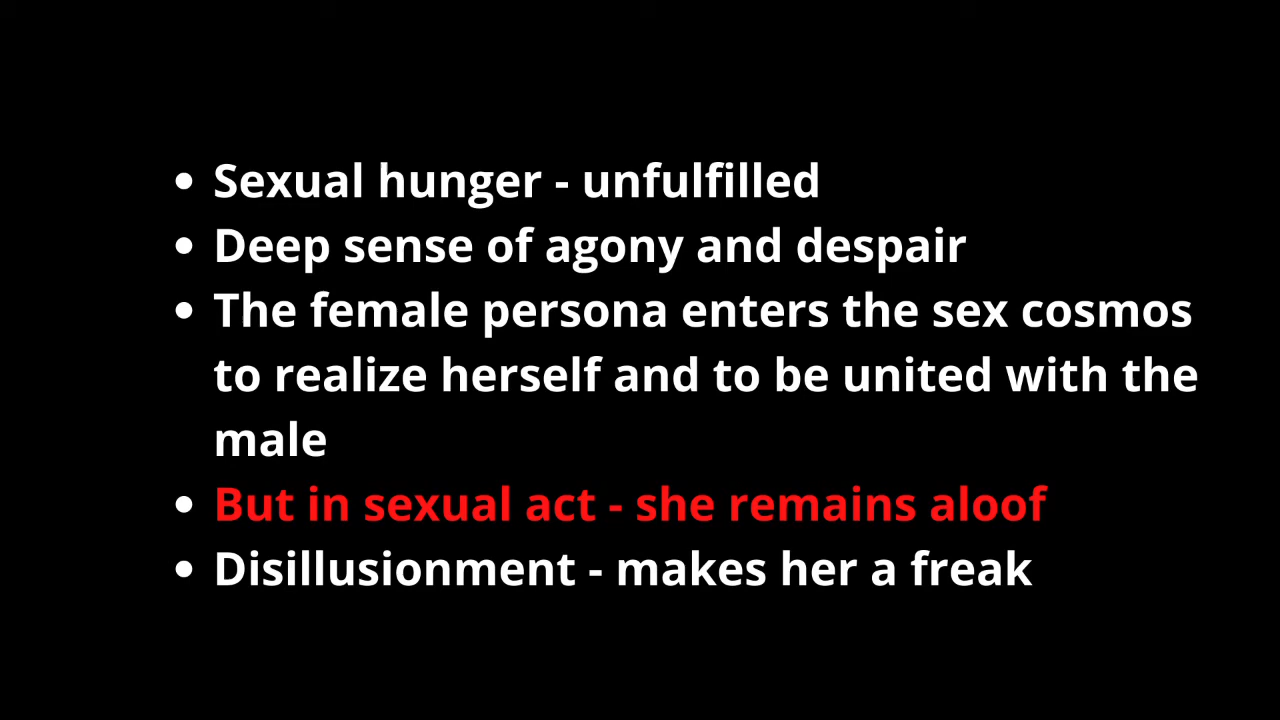 • Sexual hunger - unfulfilled
• Deep sense of agony and despair
• The female persona enters the sex cosmos
to realize herself and to be united with the
male
• But in sexual act - she remains aloof
• Disillusionment - makes her a freak